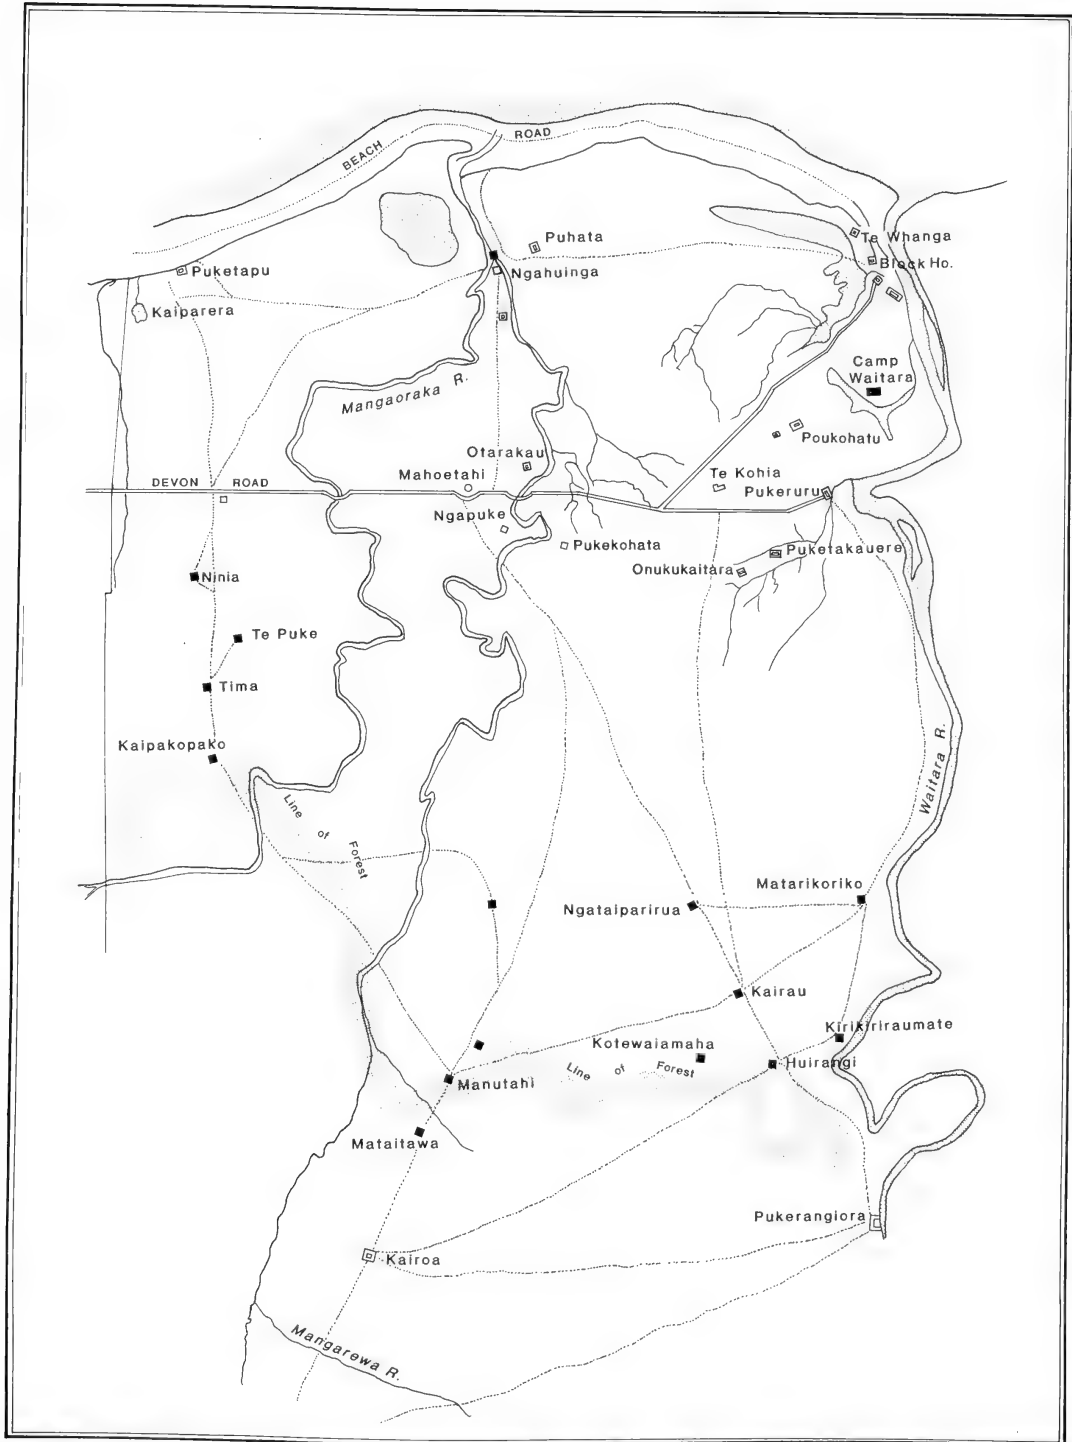 BEACH
ROAD
Puhata
Te Whanga
Block Ho.
Puketapu
Ngahuinga
Kaiparera
Camp
Waitara
Mangaoraka R.
Poukohatu
Otarakau
Mahoetahi
Te Kohia
DEVON ROAD
Pukeruru
Ngapuke
Pukekohata
Puketakauere
Onukukaitara
Ninia
Te Puke
Tima
Kaipakopako
Waitara R.
Line of Forest
Matarikoriko
Ngataiparirua
Kairau
Kirikiriraumate
Kotewaiamaha
Huirangi
Line of Forest
Manutahi
Mataitawa
Pukerangiora
Kairoa
Mangarewa R.